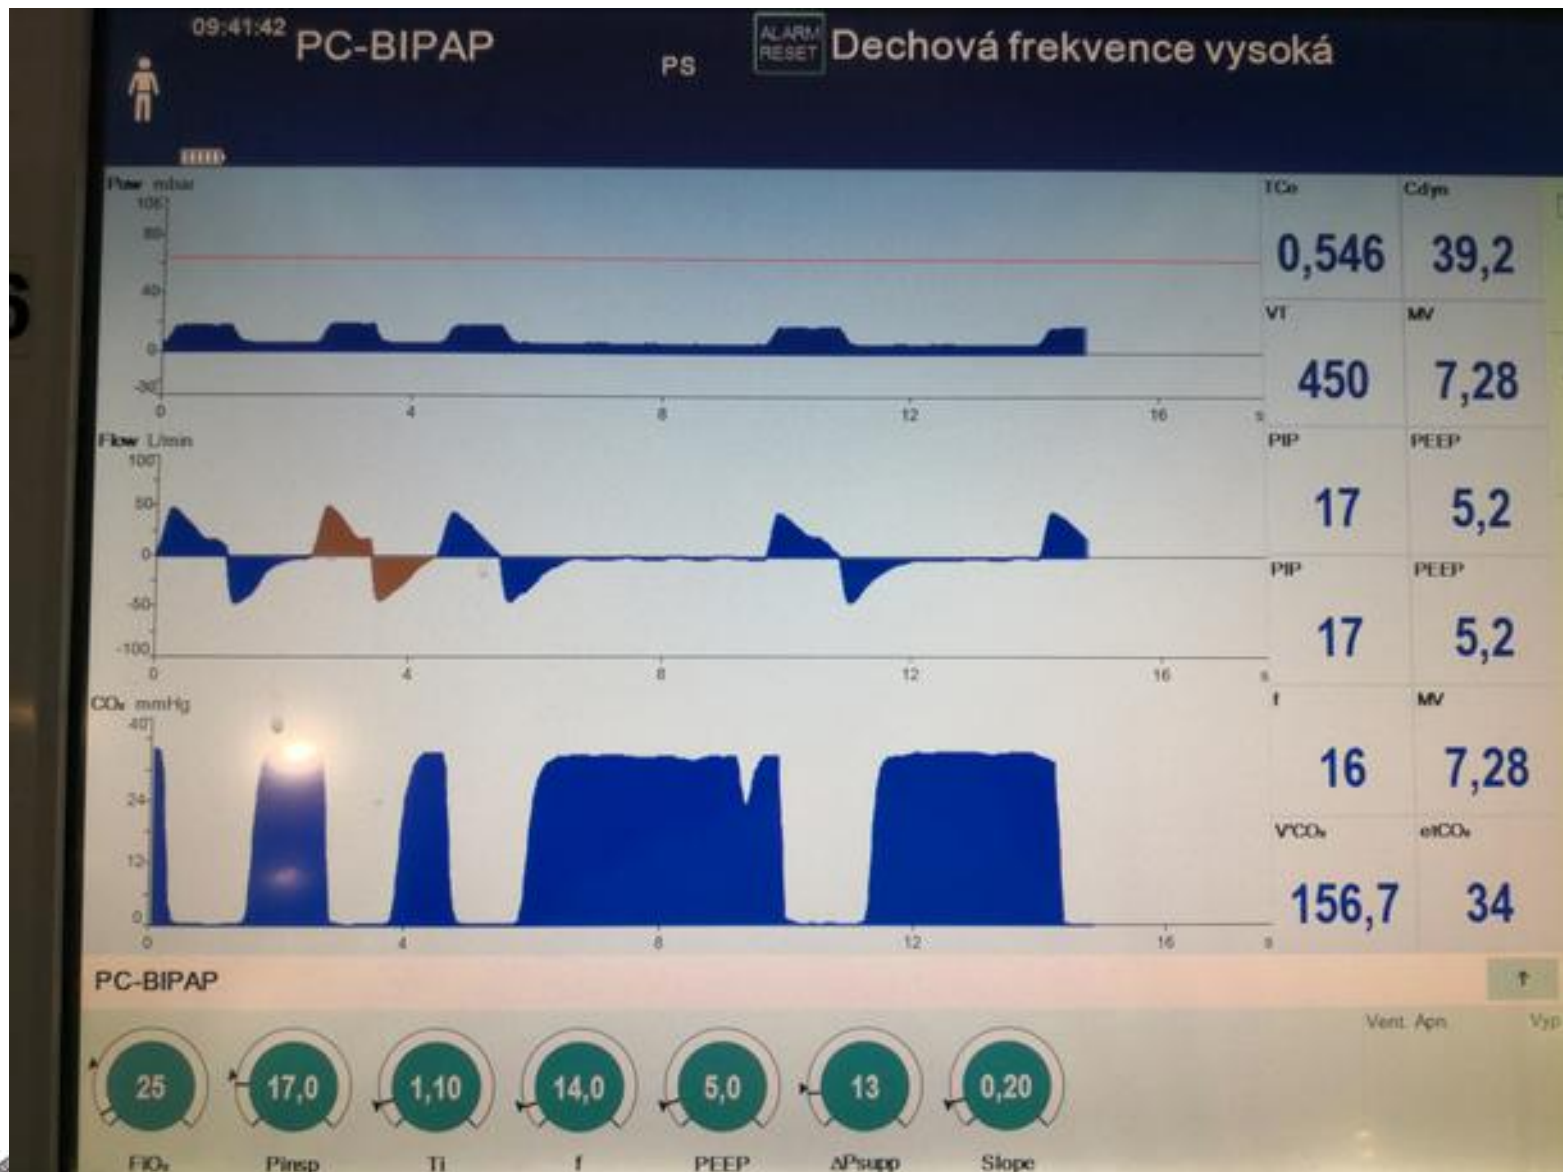 09:41:42 PC-BIPAP
PS
ALARM RESET
Dechová frekvence vysoká
Paw mbar
80
40
0
-30
0 4 8 12 16 s
Flow L/min
100
50
0
-50
-100
0 4 8 12 16 s
CO₂ mmHg
40
24
12
0
0 4 8 12 16 s
Cdyn
0,546 39,2
VT MV
450 7,28
PIP PEEP
17 5,2
PIP PEEP
17 5,2
f MV
16 7,28
V'CO₂ etCO₂
156,7 34
PC-BIPAP
↑
Vent. Apn. Vyp
25 17,0 1,10 14,0 5,0 13 0,20
FiO₂ Pinsp Ti f PEEP ΔPsupp Slope